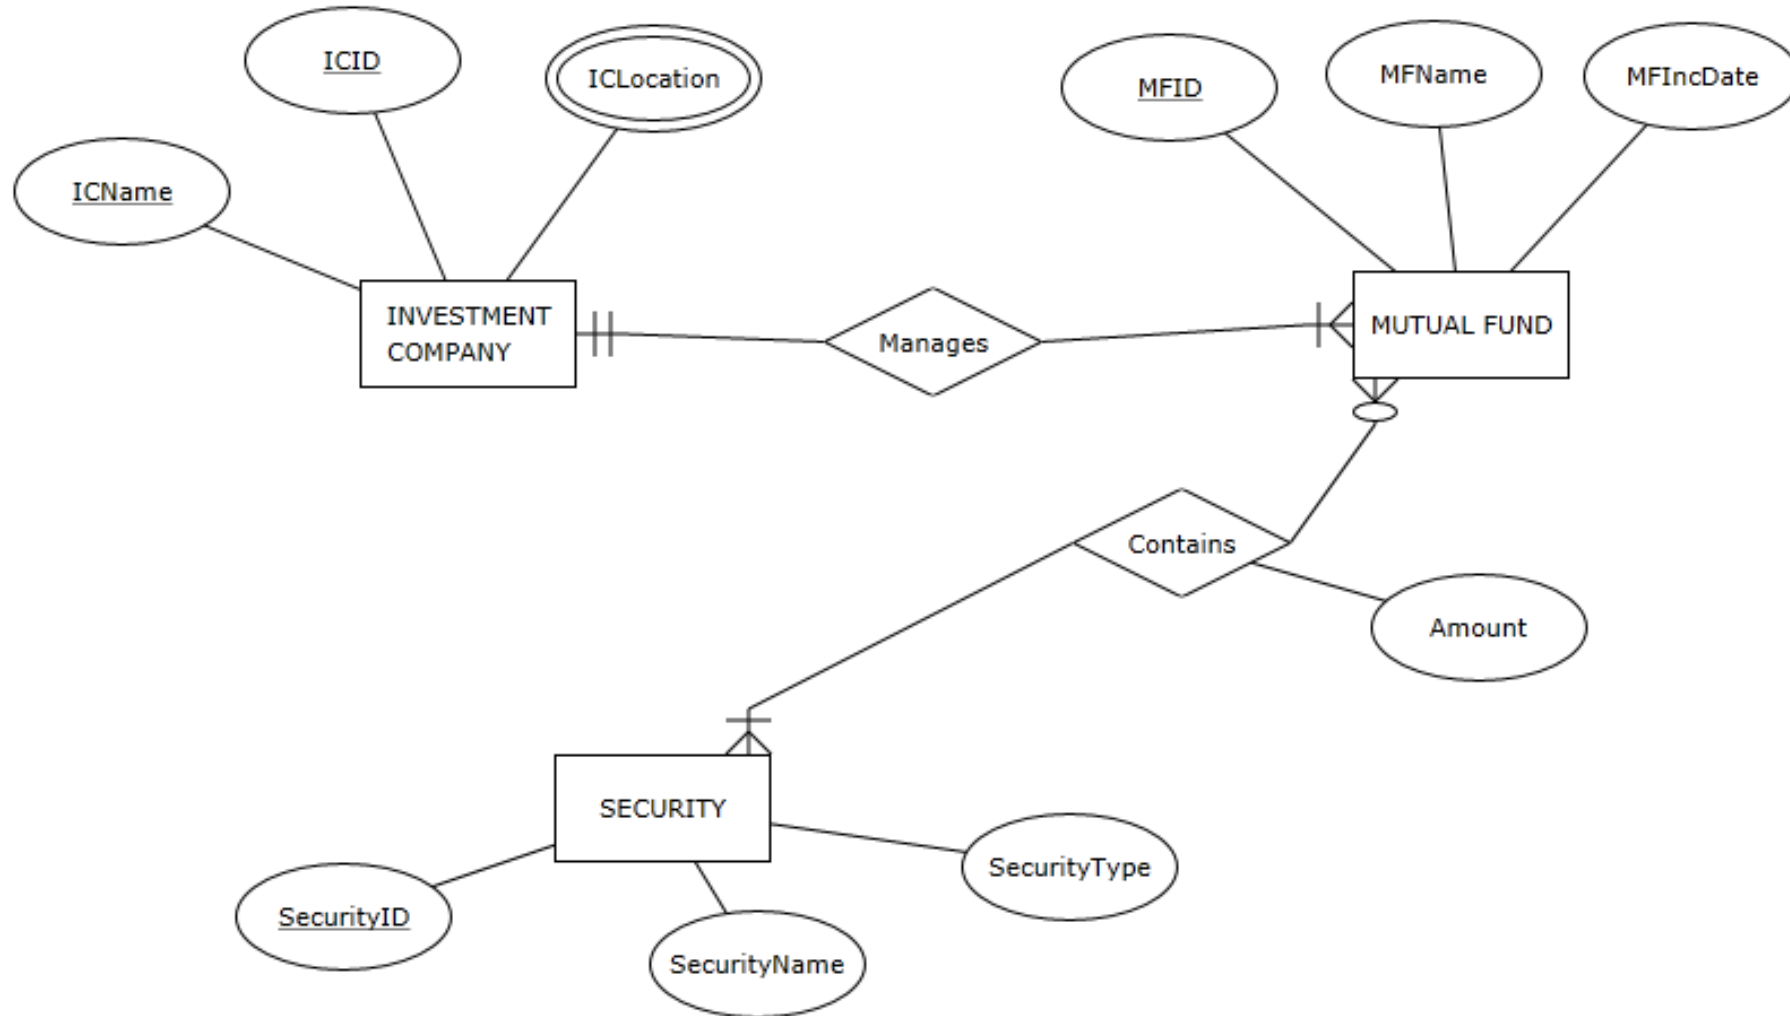 ICID
ICLocation
ICName
MFID
MFName
MFIncDate
INVESTMENT
COMPANY
Manages
MUTUAL FUND
Contains
Amount
SECURITY
SecurityID
SecurityName
SecurityType